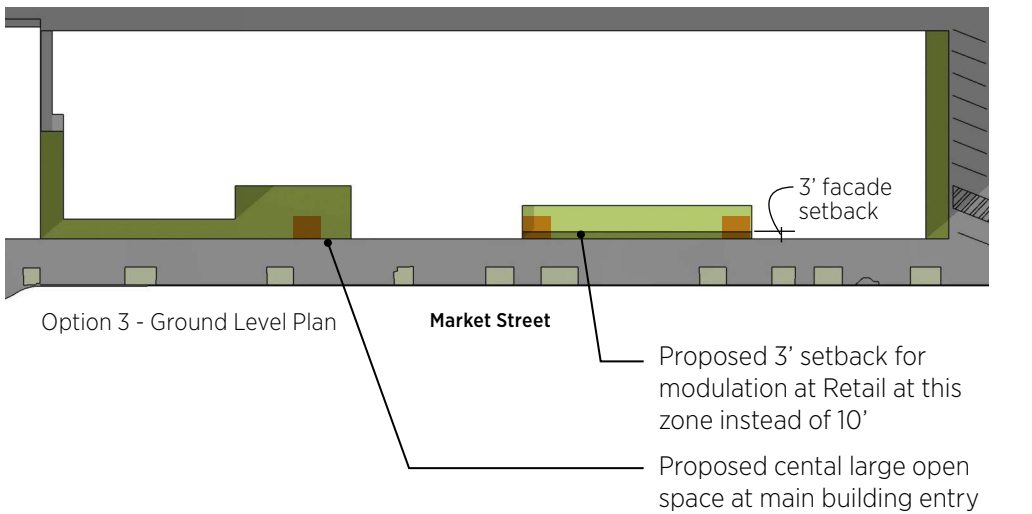 3’ facade
setback
Option 3 - Ground Level Plan
Market Street
Proposed 3’ setback for
modulation at Retail at this
zone instead of 10’
Proposed cental large open
space at main building entry